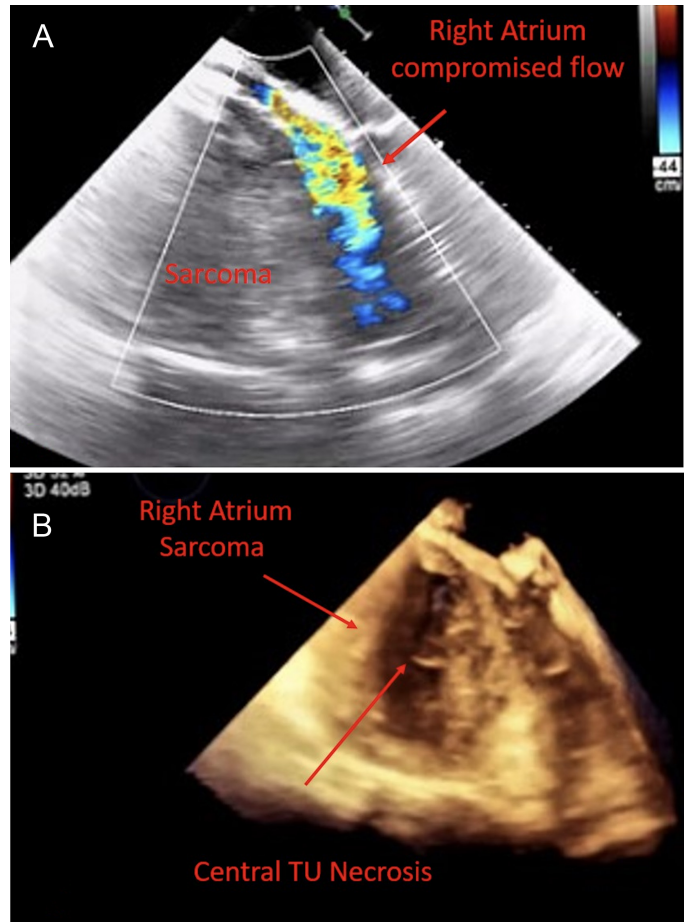 A
Right Atrium
compromised flow
-44
cm/
Sarcoma
3D 40dB
B
Right Atrium
Sarcoma
Central TU Necrosis